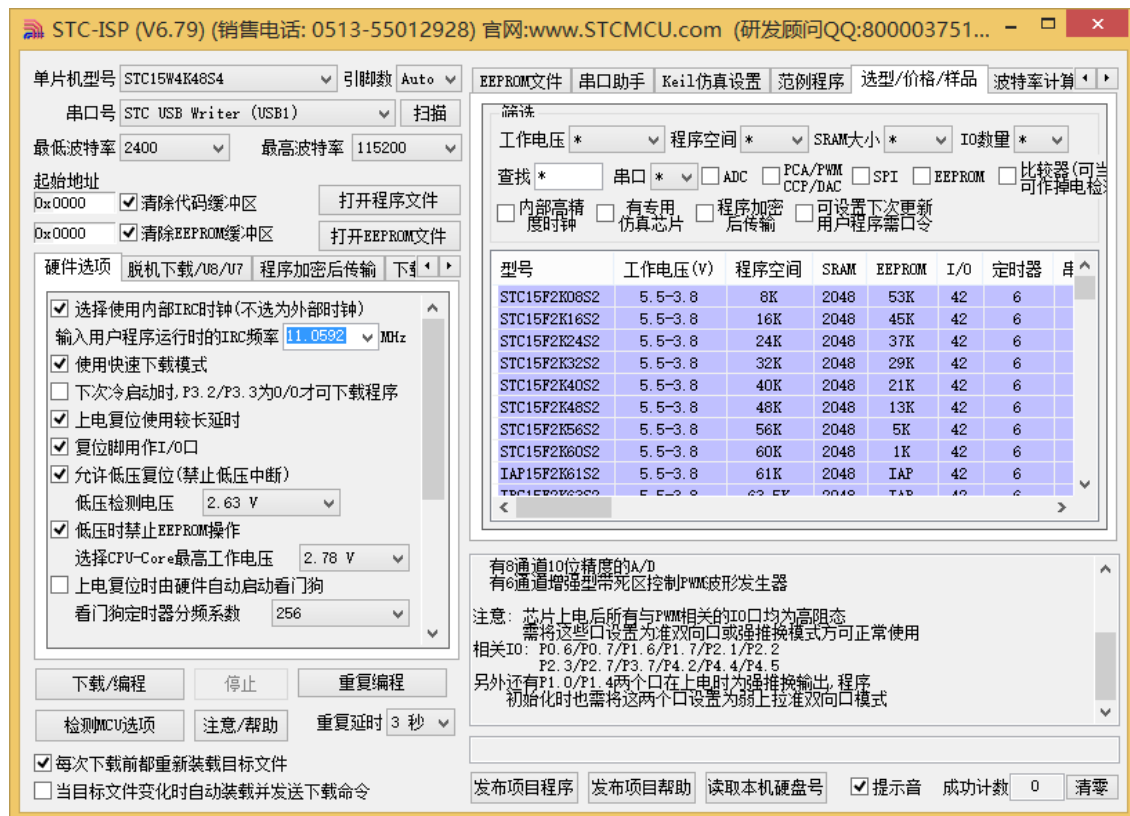 STC-ISP (V6.79) (销售电话: 0513-55012928) 官网:www.STCMCU.com (研发顾问QQ:800003751...
单片机型号 STC15W4K48S4 引脚数 Auto
串口号 STC USB Writer (USB1) 扫描
最低波特率 2400 最高波特率 115200
起始地址
0x0000 清除代码缓冲区 打开程序文件
0x0000 清除EEPROM缓冲区 打开EEPROM文件
硬件选项 脱机下载/U8/U7 程序加密后传输
选择使用内部IRC时钟(不选为外部时钟)
输入用户程序运行时的IRC频率 11.0592 MHz
使用快速下载模式
下次冷启动时,P3.2/P3.3为0/0才可下载程序
上电复位使用较长延时
复位脚用作I/O口
允许低压复位(禁止低压中断)
低压检测电压 2.63 V
低压时禁止EEPROM操作
选择CPU-Core最高工作电压 2.78 V
上电复位时由硬件自动启动看门狗
看门狗定时器分频系数 256
下载/编程 停止 重复编程
检测MCU选项 注意/帮助 重复延时 3 秒
每次下载前都重新装载目标文件
当目标文件变化时自动装载并发送下载命令
EEPROM文件 串口助手 Keil仿真设置 范例程序 选型/价格/样品 波特率计算
筛选
工作电压 * 程序空间 * SRAM大小 * IO数量 *
查找 * 串口 * ADC PCA/PWM CCP/DAC SPI EEPROM 比较器(可当 可作掉电检测
内部高精度时钟 有专用仿真芯片 程序加密后传输 可设置下次更新用户程序需口令
型号 工作电压(V) 程序空间 SRAM EEPROM I/O 定时器 串
STC15F2K08S2 5.5-3.8 8K 2048 53K 42 6
STC15F2K16S2 5.5-3.8 16K 2048 45K 42 6
STC15F2K24S2 5.5-3.8 24K 2048 37K 42 6
STC15F2K32S2 5.5-3.8 32K 2048 29K 42 6
STC15F2K40S2 5.5-3.8 40K 2048 21K 42 6
STC15F2K48S2 5.5-3.8 48K 2048 13K 42 6
STC15F2K56S2 5.5-3.8 56K 2048 5K 42 6
STC15F2K60S2 5.5-3.8 60K 2048 1K 42 6
IAP15F2K61S2 5.5-3.8 61K 2048 IAP 42 6
有8通道10位精度的A/D
有6通道增强型带死区控制PWM波形发生器
注意: 芯片上电后所有与PWM相关的IO口均为高阻态
需将这些口设置为准双向口或强推挽模式方可正常使用
相关IO: P0.6/P0.7/P1.6/P1.7/P2.1/P2.2
P2.3/P2.7/P3.7/P4.2/P4.4/P4.5
另外还有P1.0/P1.4两个口在上电时为强推挽输出,程序
初始化时也需将这两个口设置为弱上拉准双向口模式
发布项目程序 发布项目帮助 读取本机硬盘号 提示音 成功计数 0 清零